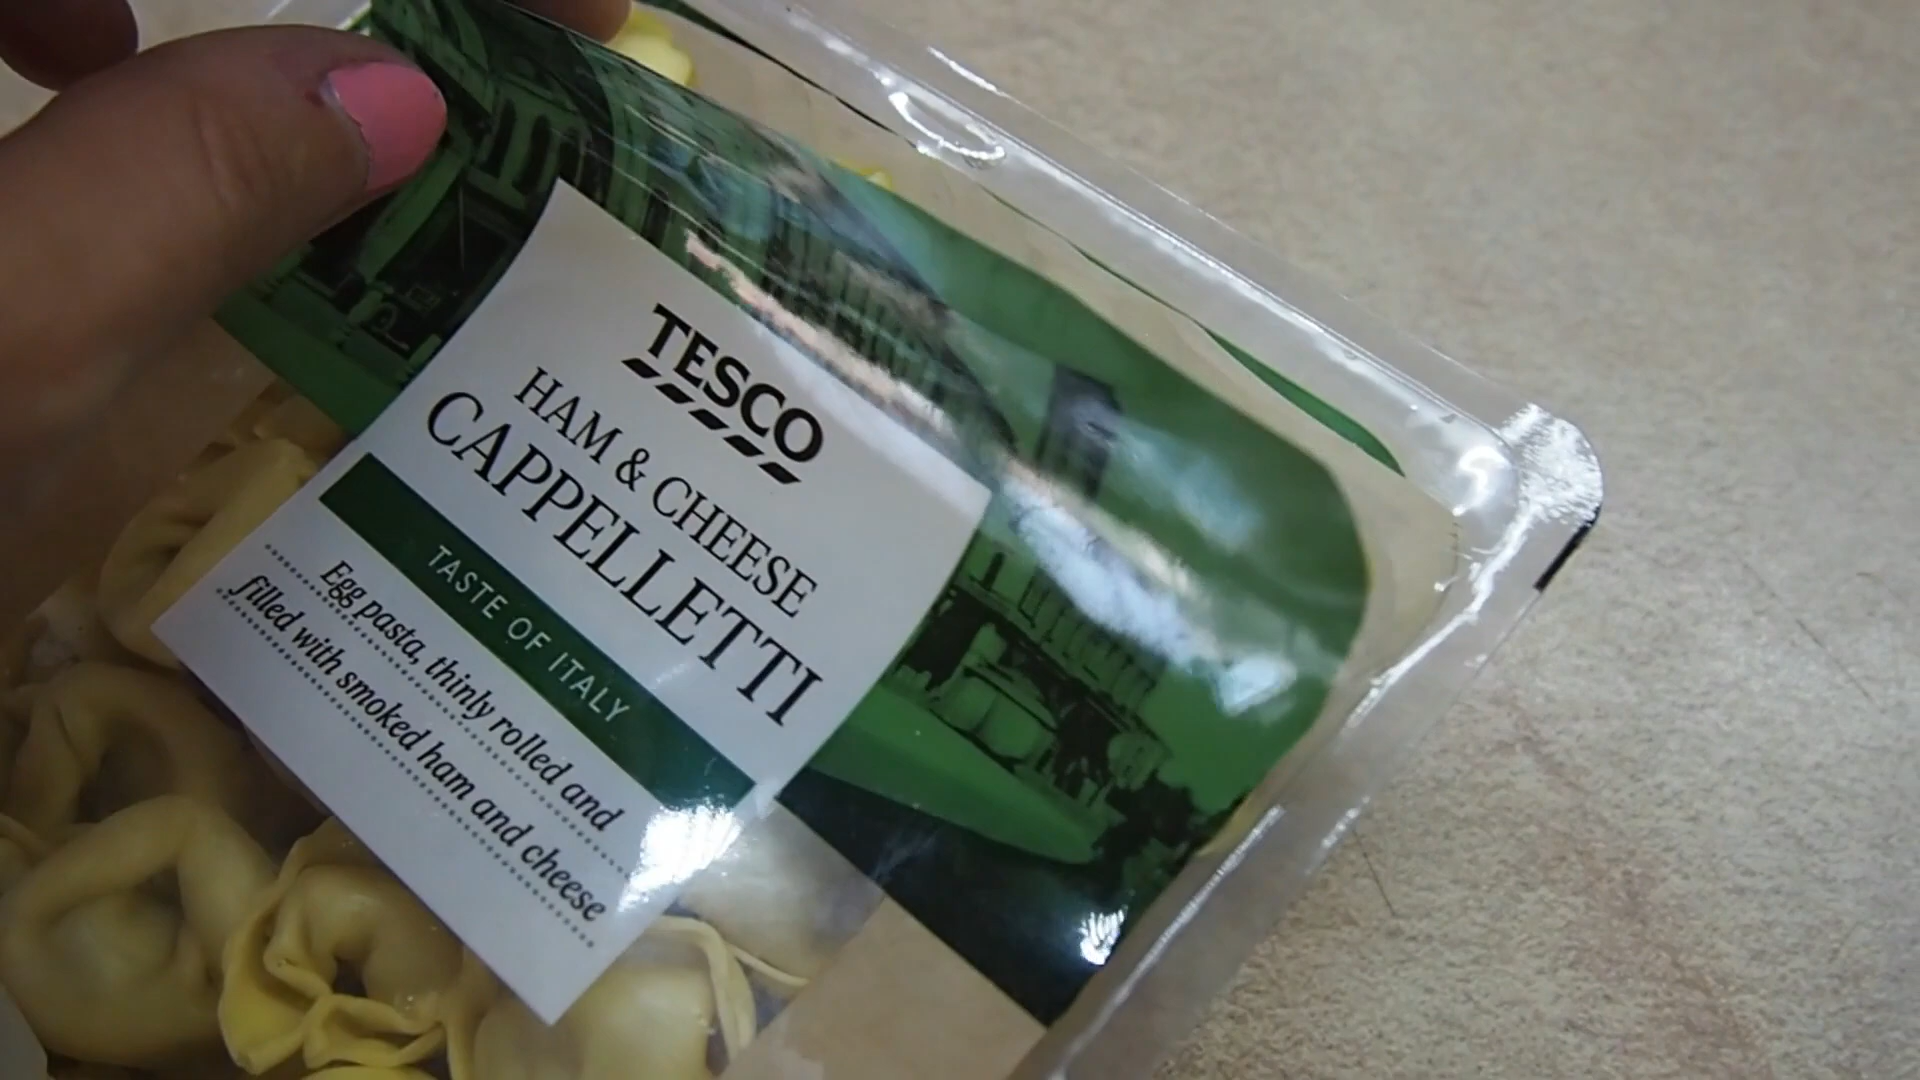 TESCO
HAM & CHEESE
CAPPELLETTI
TASTE OF ITALY
Egg pasta, thinly rolled and
filled with smoked ham and cheese